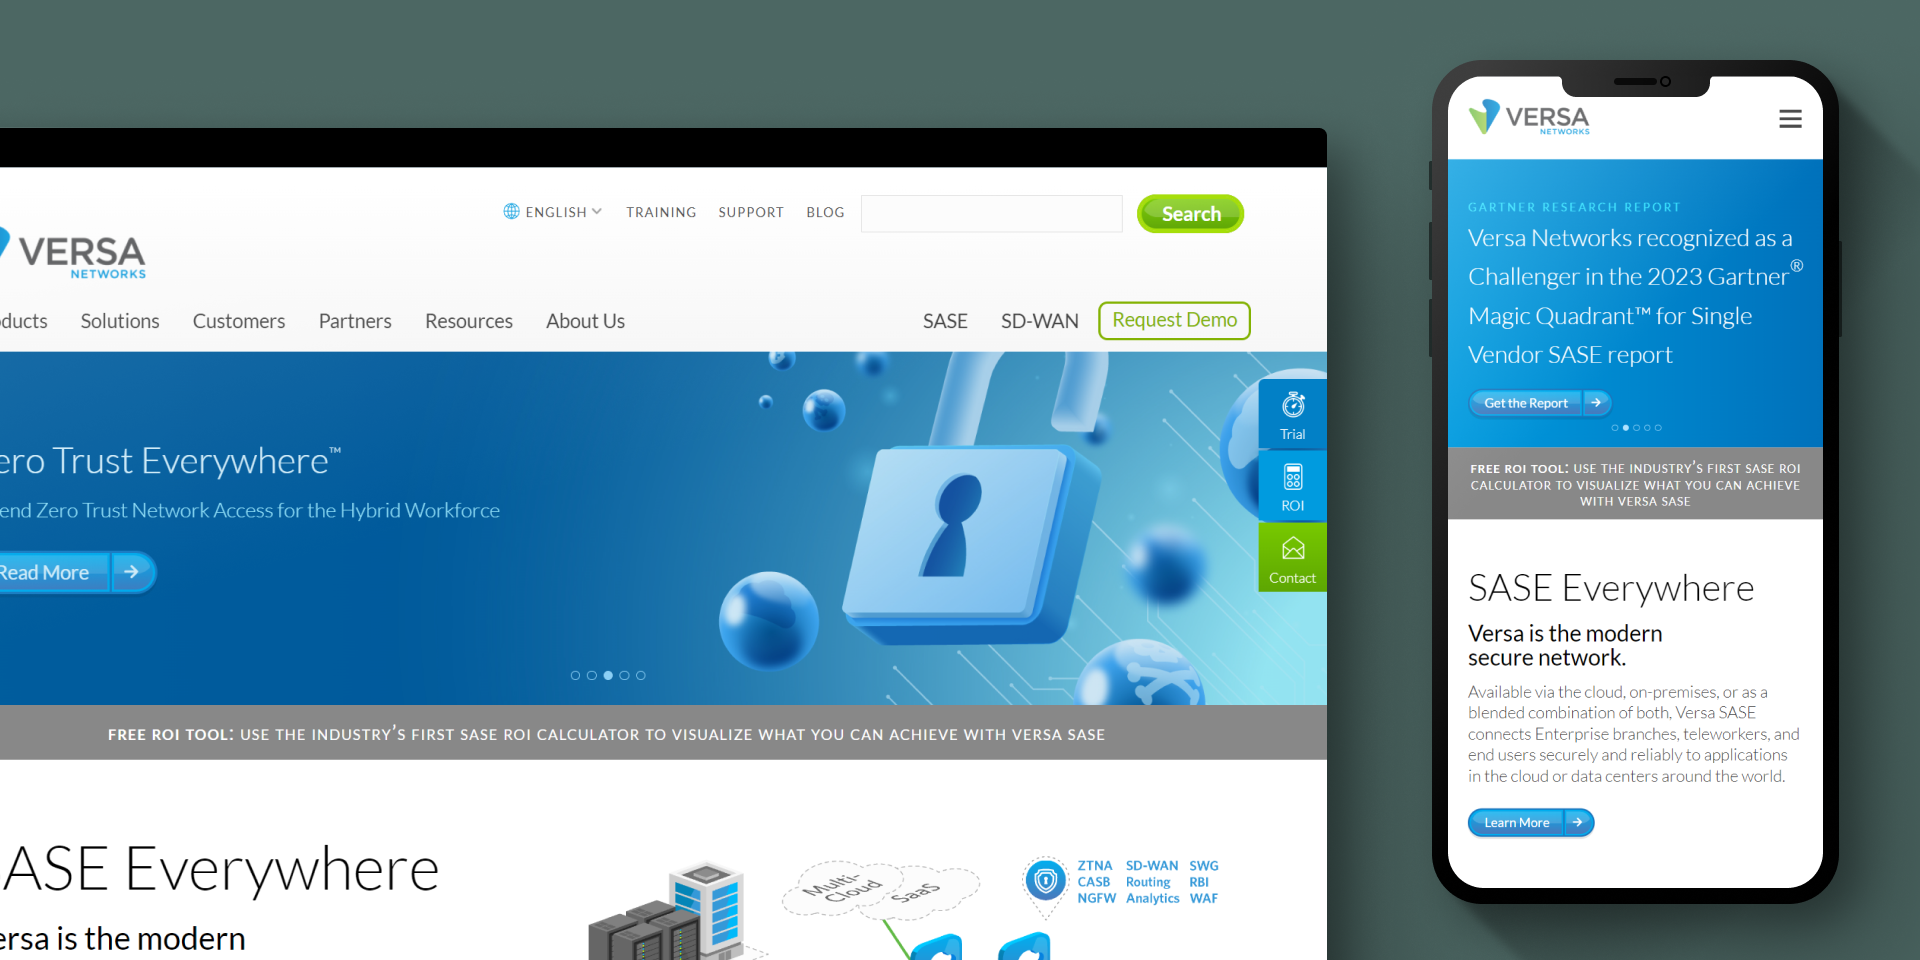 ENGLISH
TRAINING
SUPPORT
BLOG
Search
VERSA
NETWORKS
ducts
Solutions
Customers
Partners
Resources
About Us
SASE
SD-WAN
Request Demo
ero Trust Everywhere™
end Zero Trust Network Access for the Hybrid Workforce
Read More
Trial
ROI
Contact
FREE ROI TOOL: USE THE INDUSTRY'S FIRST SASE ROI CALCULATOR TO VISUALIZE WHAT YOU CAN ACHIEVE WITH VERSA SASE
ASE Everywhere
ersa is the modern
Multi-
Cloud
SaaS
ZTNA SD-WAN SWG
CASB Routing RBI
NGFW Analytics WAF
VERSA
NETWORKS
GARTNER RESEARCH REPORT
Versa Networks recognized as a
Challenger in the 2023 Gartner®
Magic Quadrant™ for Single
Vendor SASE report
Get the Report
FREE ROI TOOL: USE THE INDUSTRY'S FIRST SASE ROI
CALCULATOR TO VISUALIZE WHAT YOU CAN ACHIEVE
WITH VERSA SASE
SASE Everywhere
Versa is the modern
secure network.
Available via the cloud, on-premises, or as a
blended combination of both, Versa SASE
connects Enterprise branches, teleworkers, and
end users securely and reliably to applications
in the cloud or data centers around the world.
Learn More